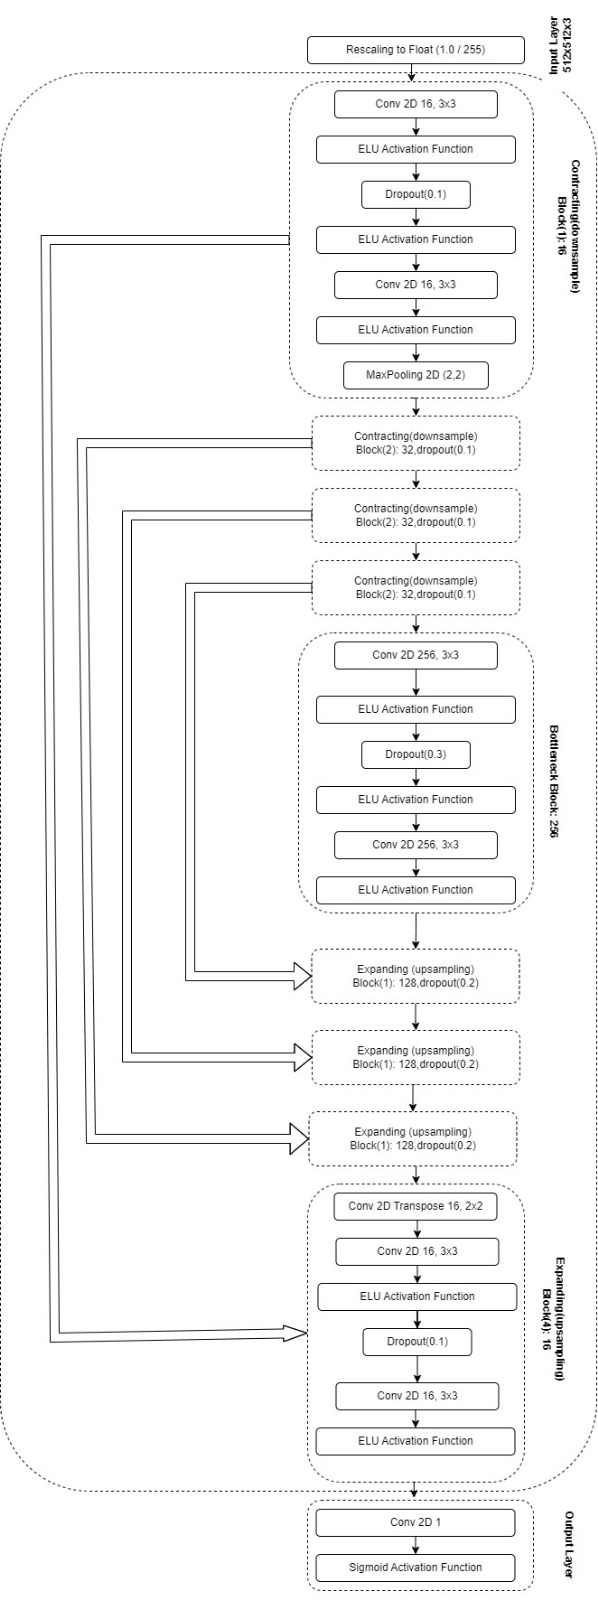 Input Layer
512x512x3
Rescaling to Float (1.0 / 255)
Contracting(downsample)
Block(1):16
Conv 2D 16, 3x3
ELU Activation Function
Dropout(0.1)
ELU Activation Function
Conv 2D 16, 3x3
ELU Activation Function
MaxPooling 2D (2,2)
Contracting(downsample)
Block(2): 32,dropout(0.1)
Contracting(downsample)
Block(2): 32,dropout(0.1)
Contracting(downsample)
Block(2): 32,dropout(0.1)
Bottleneck Block: 256
Conv 2D 256, 3x3
ELU Activation Function
Dropout(0.3)
ELU Activation Function
Conv 2D 256, 3x3
ELU Activation Function
Expanding (upsampling)
Block(1): 128,dropout(0.2)
Expanding (upsampling)
Block(1): 128,dropout(0.2)
Expanding (upsampling)
Block(1): 128,dropout(0.2)
Expanding(upsampling)
Block(4): 16
Conv 2D Transpose 16, 2x2
Conv 2D 16, 3x3
ELU Activation Function
Dropout(0.1)
Conv 2D 16, 3x3
ELU Activation Function
Output Layer
Conv 2D 1
Sigmoid Activation Function